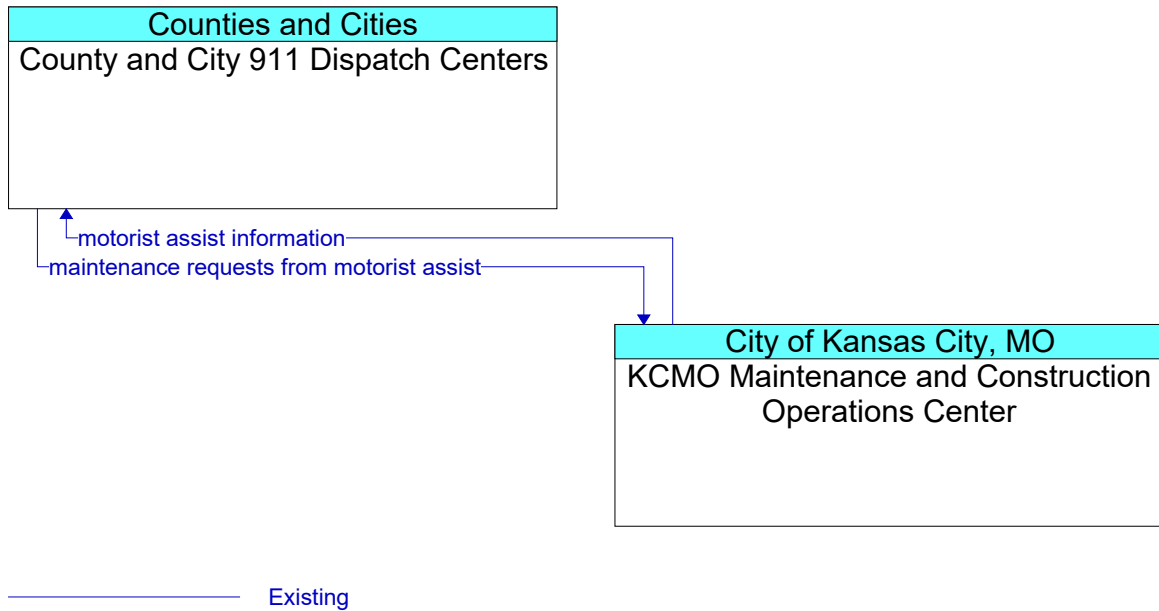 Counties and Cities
County and City 911 Dispatch Centers
motorist assist information
maintenance requests from motorist assist
City of Kansas City, MO
KCMO Maintenance and Construction
Operations Center
Existing